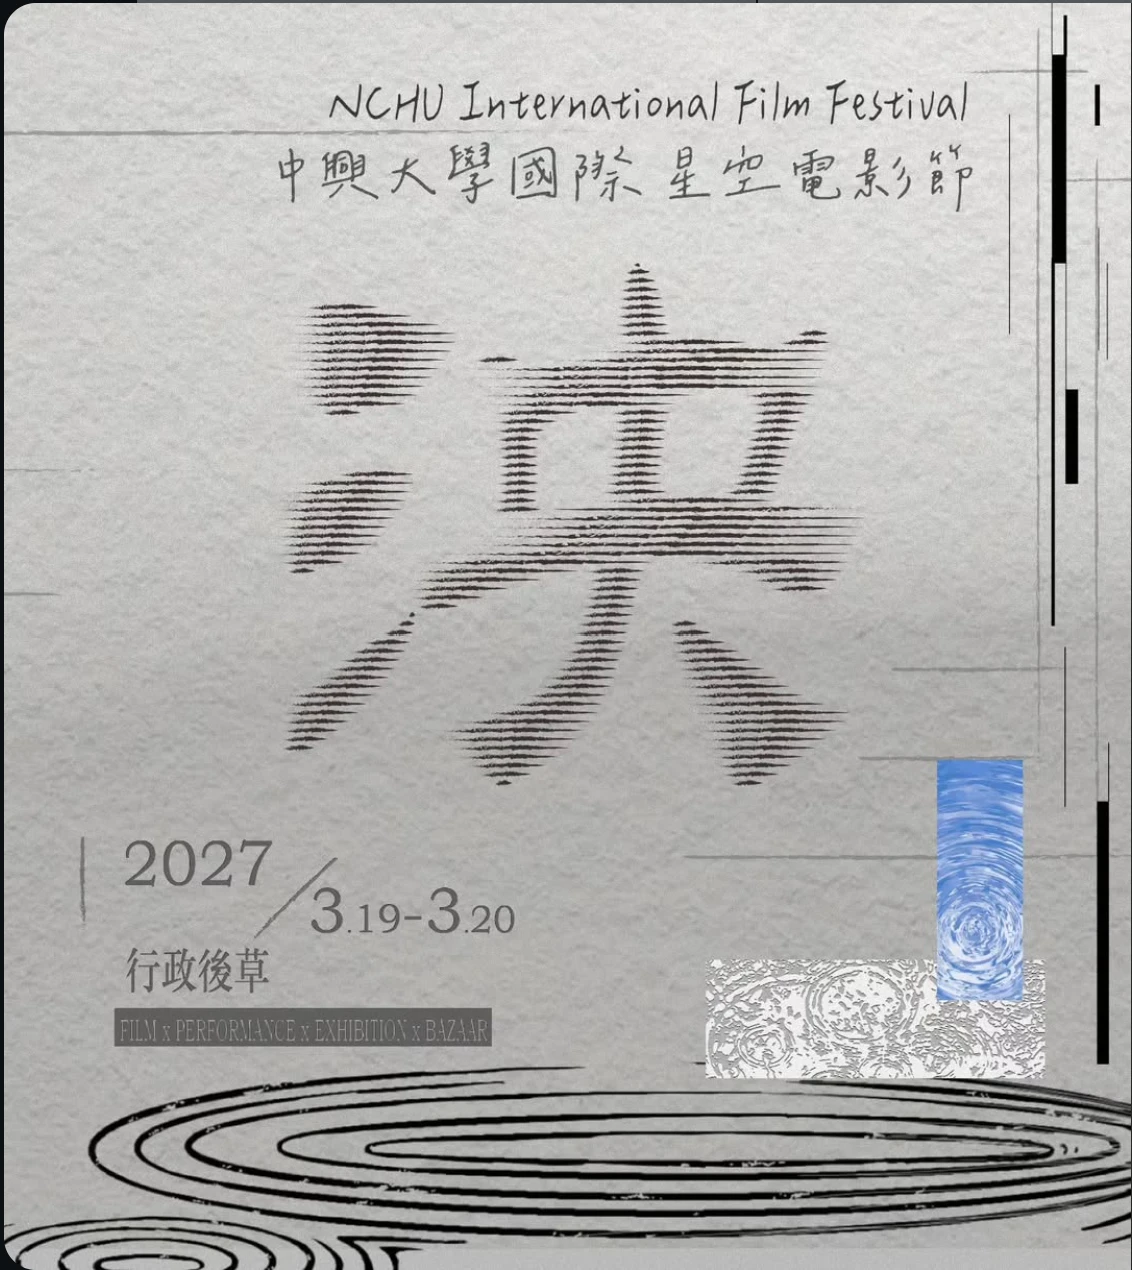 NCHU International Film Festival
中興大學國際星空電影節
泱
2027
3.19-3.20
行政後草
FILM x PERFORMANCE x EXHIBITION x BAZAAR